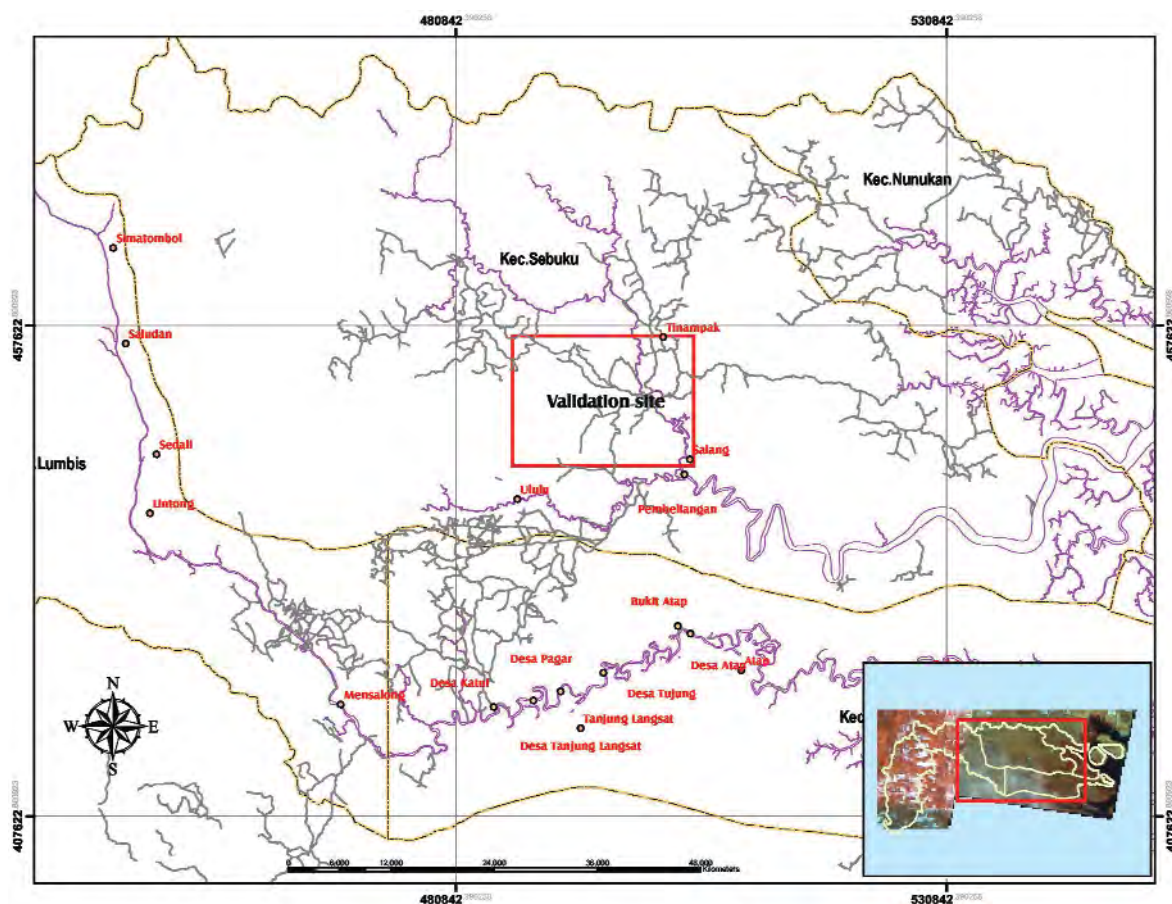 480842
530842
Kec.Nunukan
Simatombol
Kec.Sebuku
457622
457622
Saludan
Tinampak
Validation site
Sedali
Salang
.Lumbis
Ululu
Untong
Pembeliangan
Bukit Atap
Desa Pagar
Desa Atap
Atap
Desa Katul
Desa Tujung
Mensalong
Kec
N
W
E
S
Tanjung Langsat
Desa Tanjung Langsat
407622
407622
0
6,000
12,000
24,000
36,000
48,000
Kilometers
480842
530842